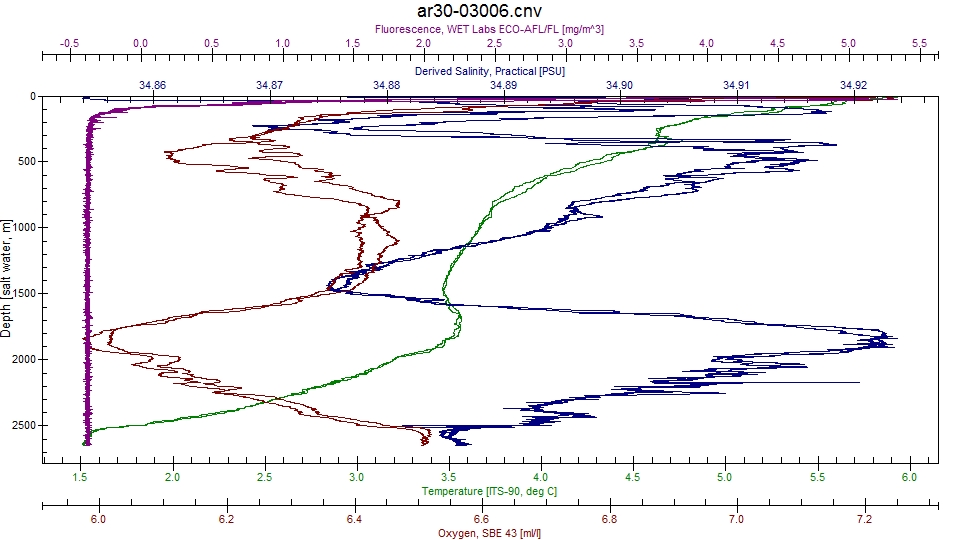 ar30-03006.cnv
Fluorescence, WET Labs ECO-AFL/FL [mg/m^3]
-0.5 0.0 0.5 1.0 1.5 2.0 2.5 3.0 3.5 4.0 4.5 5.0 5.5
Derived Salinity, Practical [PSU]
34.86 34.87 34.88 34.89 34.90 34.91 34.92
0
500
1000
1500
2000
2500
Depth [salt water, m]
1.5 2.0 2.5 3.0 3.5 4.0 4.5 5.0 5.5 6.0
Temperature [ITS-90, deg C]
6.0 6.2 6.4 6.6 6.8 7.0 7.2
Oxygen, SBE 43 [ml/l]